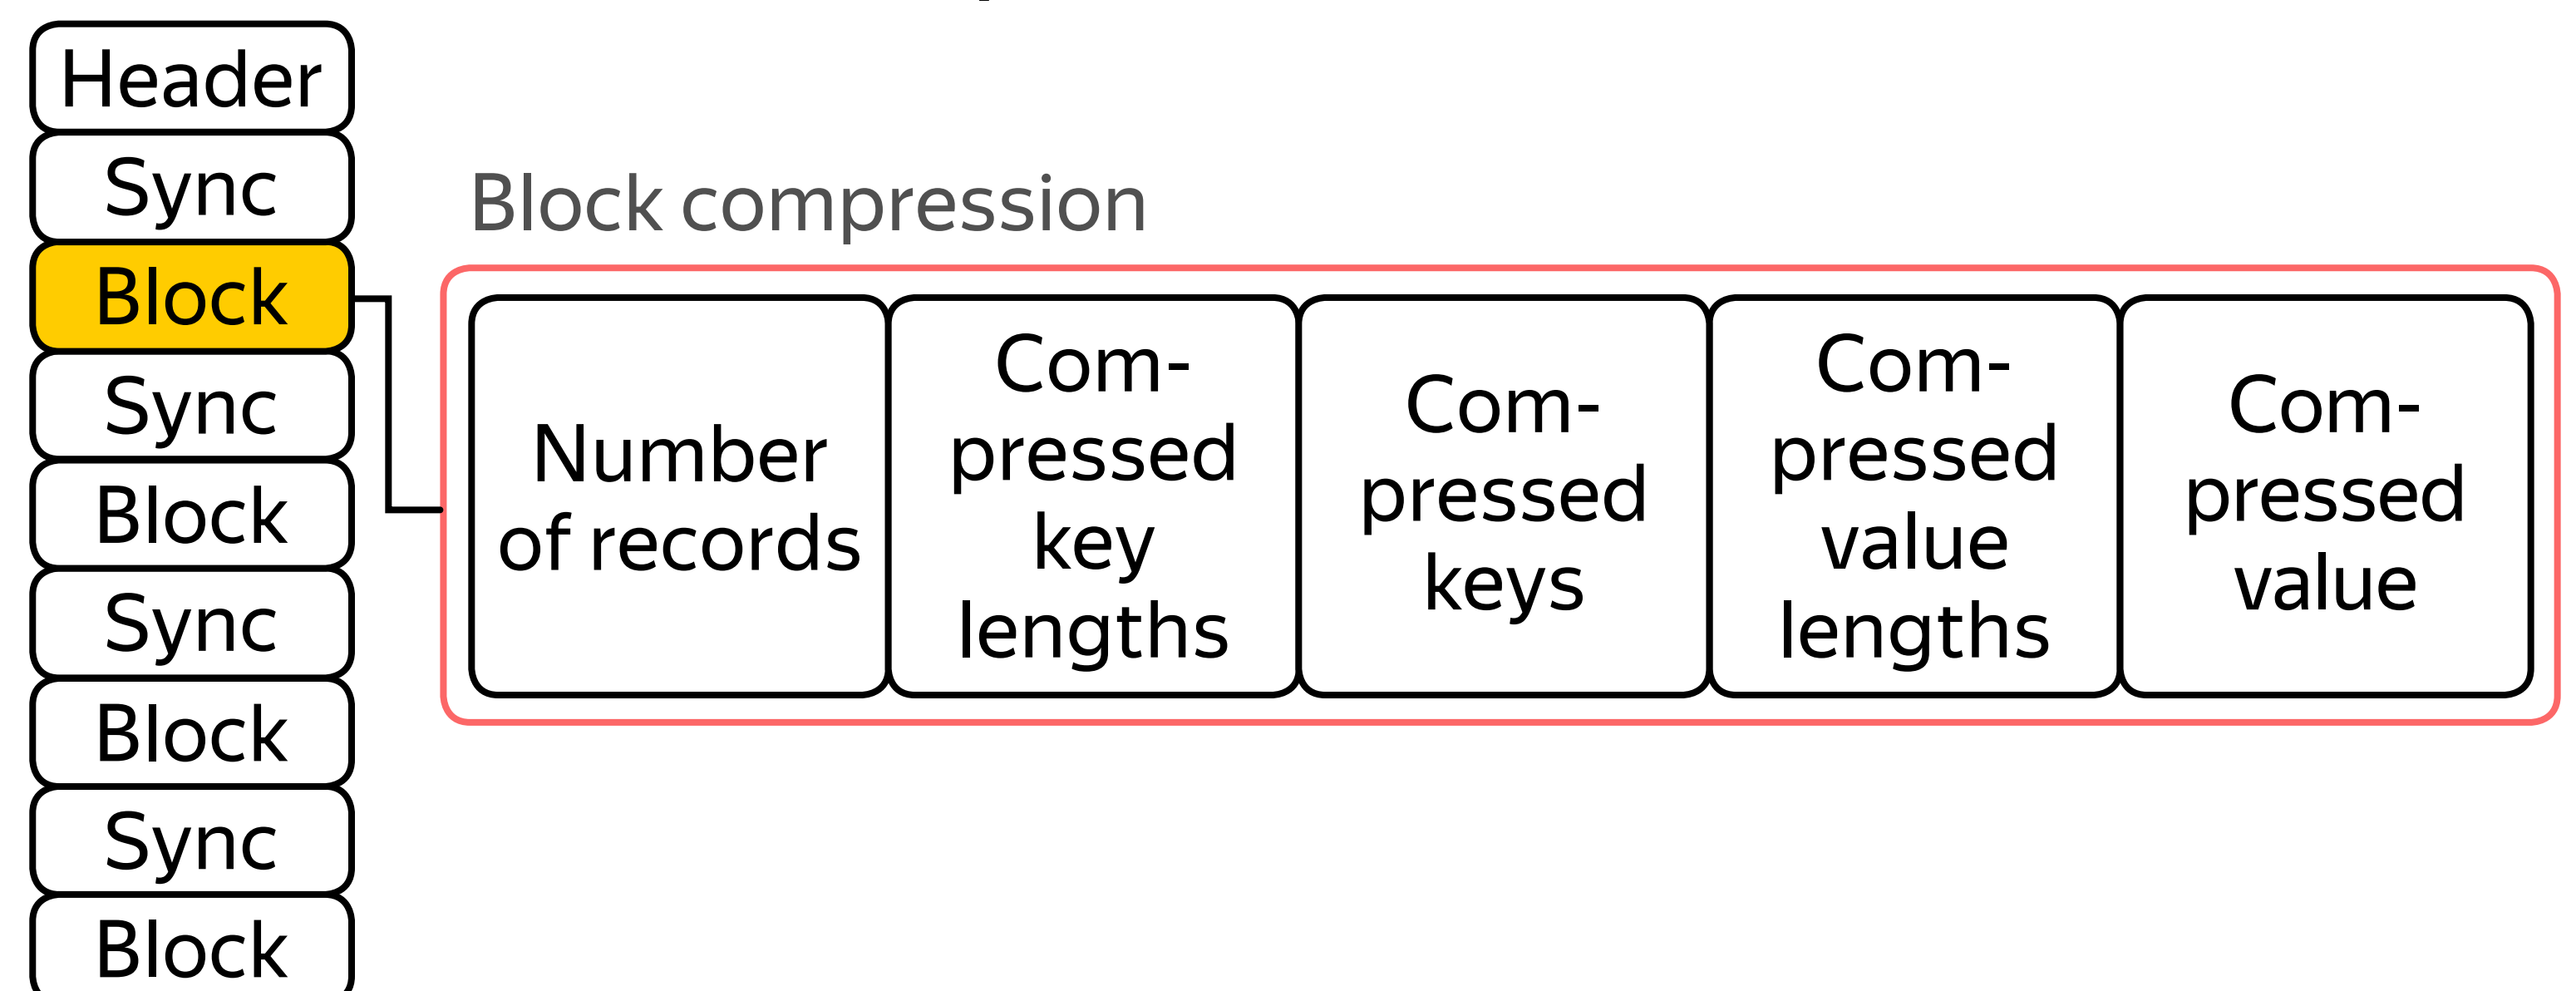 Header
Sync
Block
Sync
Block
Sync
Block
Sync
Block
Block compression
Number
of records
Com-
pressed
key
lengths
Com-
pressed
keys
Com-
pressed
value
lengths
Com-
pressed
value